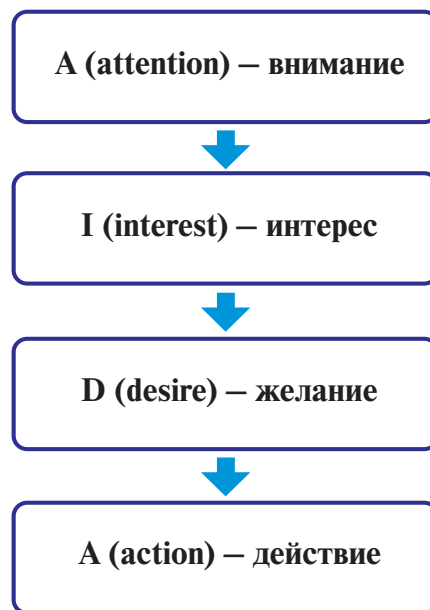 A (attention) – внимание
I (interest) – интерес
D (desire) – желание
A (action) – действие